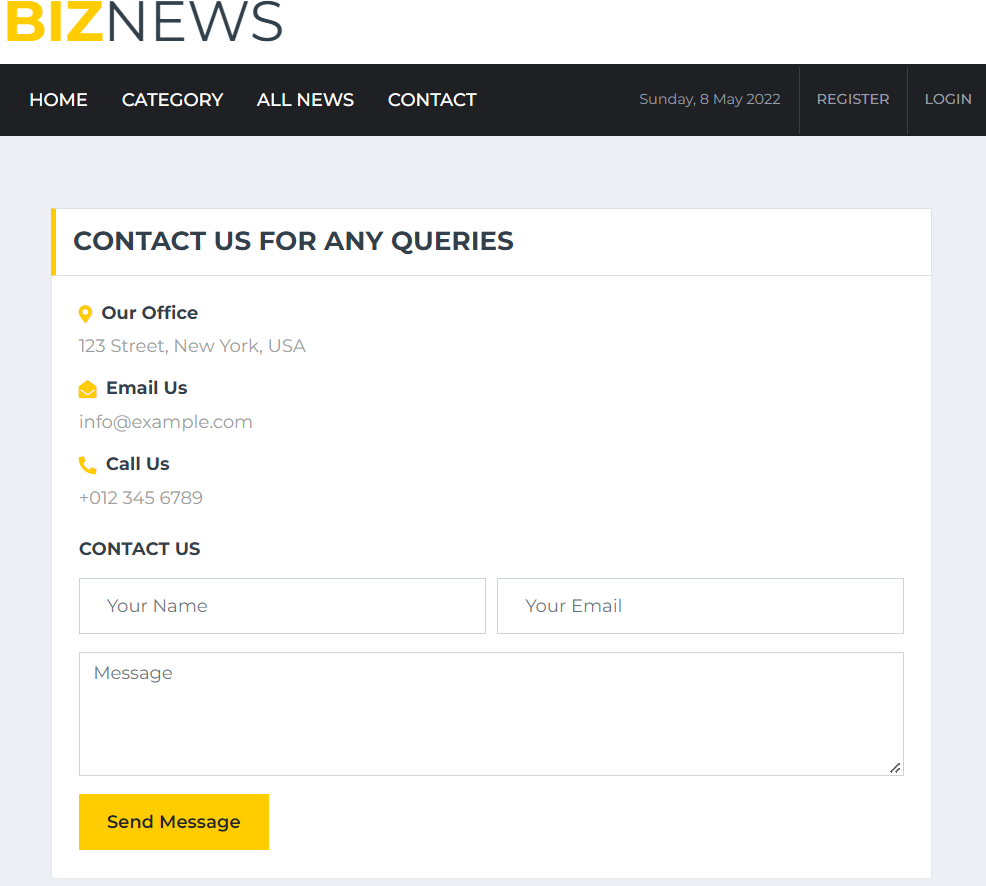 BIZNEWS
HOME CATEGORY ALL NEWS CONTACT Sunday, 8 May 2022 REGISTER LOGIN
CONTACT US FOR ANY QUERIES
Our Office
123 Street, New York, USA
Email Us
info@example.com
Call Us
+012 345 6789
CONTACT US
Your Name Your Email
Message
Send Message